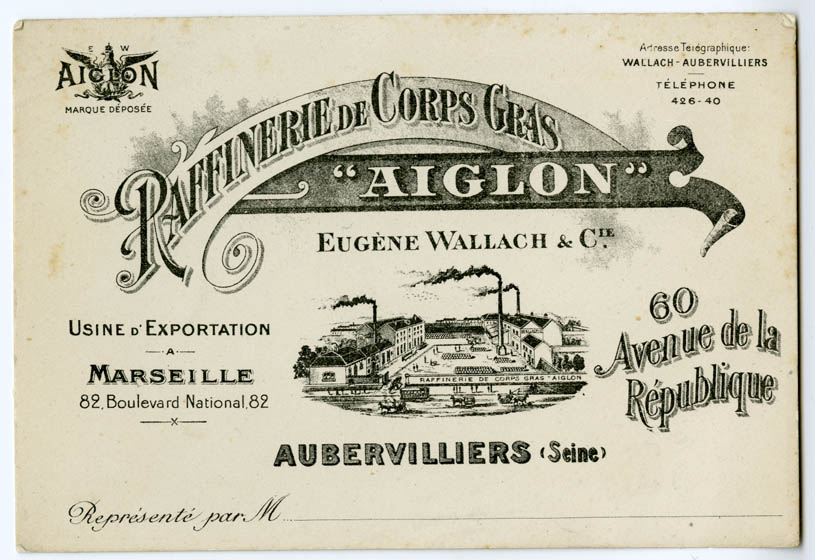 E W
AIGLON
MARQUE DÉPOSÉE
Adresse Télégraphique:
WALLACH-AUBERVILLIERS
TÉLÉPHONE
426-40
RAFFINERIE DE CORPS GRAS
"AIGLON"
EUGÈNE WALLACH & CIE.
USINE D'EXPORTATION
A
MARSEILLE
82, Boulevard National, 82
RAFFINERIE DE CORPS GRAS "AIGLON
60
Avenue de la
République
AUBERVILLIERS (Seine)
Représenté par M